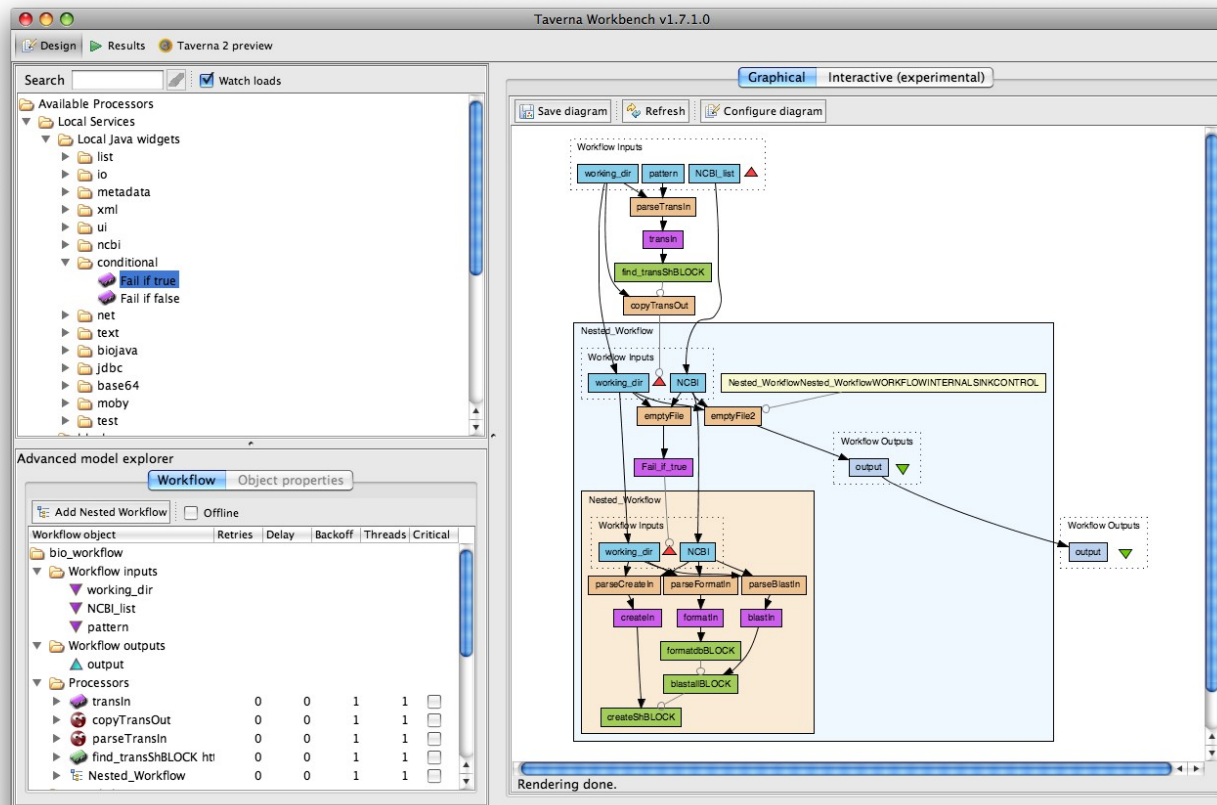 Taverna Workbench v1.7.1.0
Design Results Taverna 2 preview
Search Watch loads
Available Processors
Local Services
Local Java widgets
list
io
metadata
xml
ui
ncbi
conditional
Fail if true
Fail if false
net
text
biojava
jdbc
base64
moby
test
Advanced model explorer
Workflow Object properties
Add Nested Workflow Offline
Workflow object Retries Delay Backoff Threads Critical
bio_workflow
Workflow inputs
working_dir
NCBI_list
pattern
Workflow outputs
output
Processors
transIn 0 0 1 1
copyTransOut 0 0 1 1
parseTransIn 0 0 1 1
find_transShBLOCK htt 0 0 1 1
Nested_Workflow 0 0 1 1
Graphical Interactive (experimental)
Save diagram Refresh Configure diagram
Workflow Inputs
working_dir pattern NCBI_list
parseTransIn
transIn
find_transShBLOCK
copyTransOut
Nested_Workflow
Workflow Inputs
working_dir NCBI Nested_WorkflowNested_WorkflowWORKFLOWINTERNALSINKCONTROL
emptyFile emptyFile2
Workflow Outputs
output
Fail_if_true
Nested_Workflow
Workflow Inputs
working_dir NCBI
Workflow Outputs
output
parseCreateIn parseFormatIn parseBlastIn
createIn formatIn blastIn
formatdbBLOCK
blastallBLOCK
createShBLOCK
Rendering done.